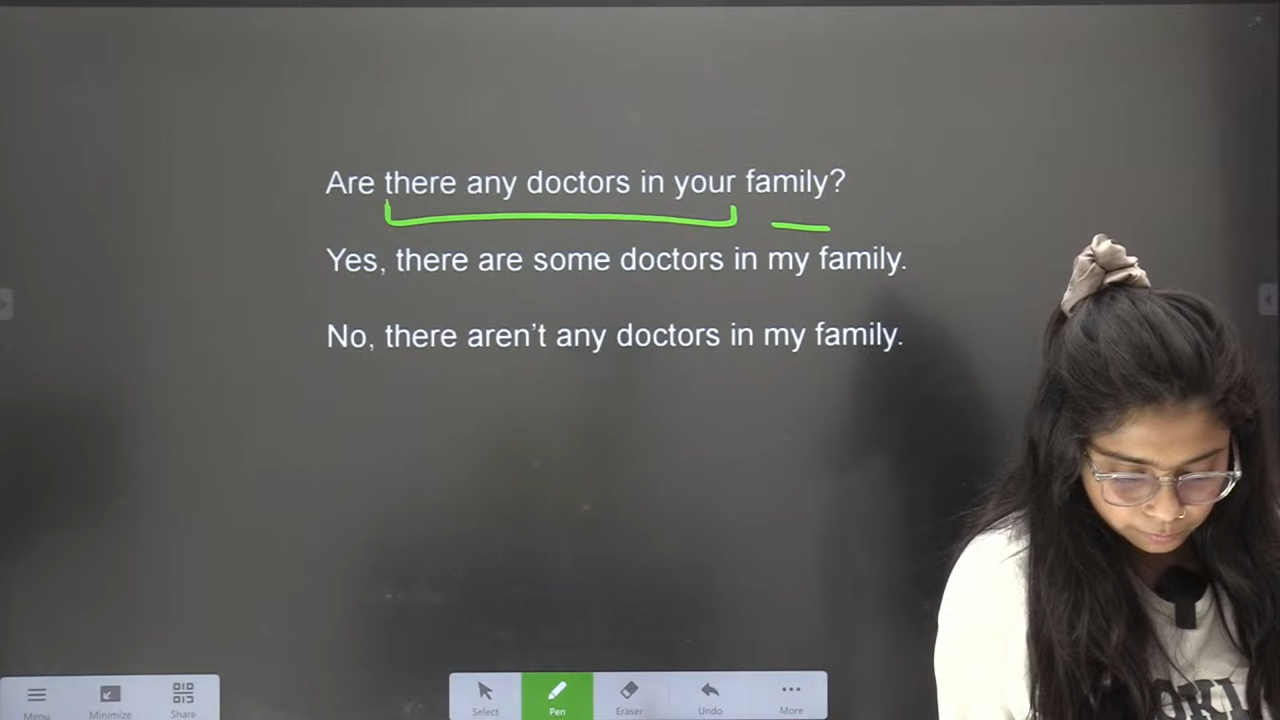 Are there any doctors in your family?
Yes, there are some doctors in my family.
No, there aren't any doctors in my family.
Menu
Minimize
Share
Select
Pen
Eraser
Undo
More